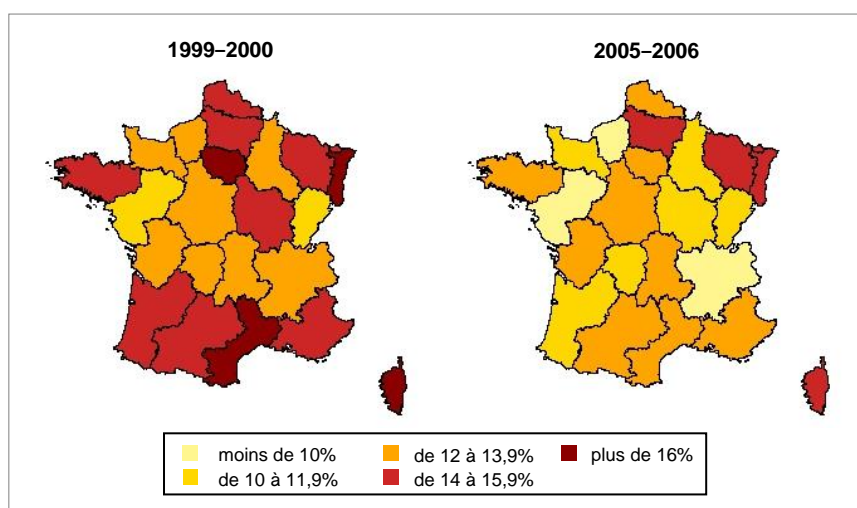 1999–2000
2005–2006
moins de 10%
de 12 à 13,9%
plus de 16%
de 10 à 11,9%
de 14 à 15,9%